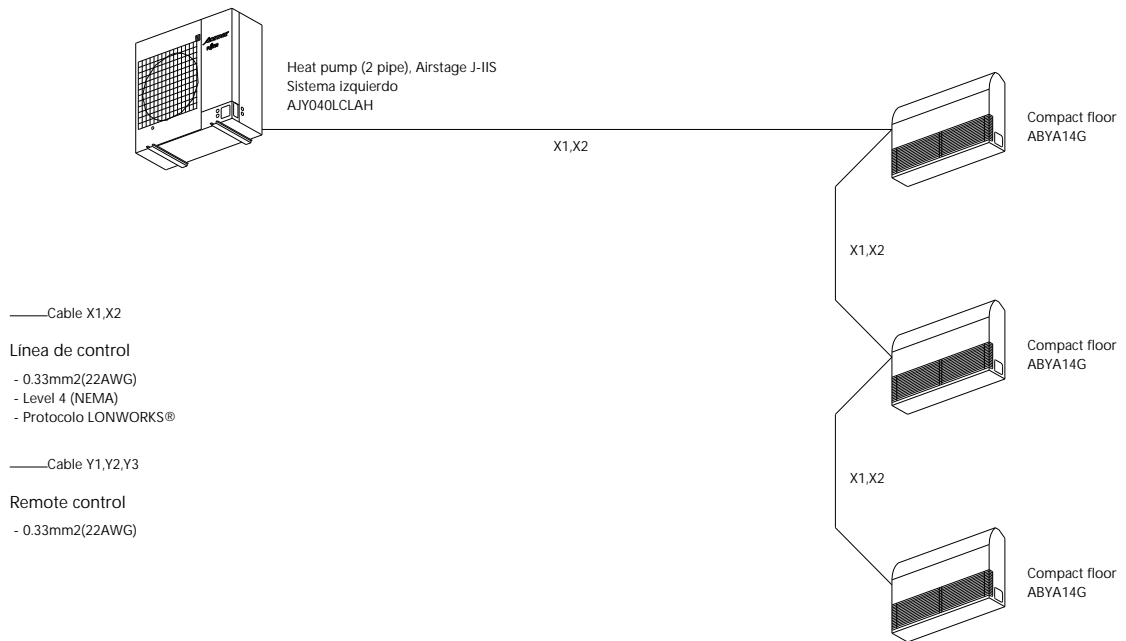 Heat pump (2 pipe), Airstage J-IIS
Sistema izquierdo
AJY040LCLAH
X1,X2
Compact floor
ABYA14G
X1,X2
Cable X1,X2
Línea de control
- 0.33mm2(22AWG)
- Level 4 (NEMA)
- Protocolo LONWORKS®
Compact floor
ABYA14G
Cable Y1,Y2,Y3
Remote control
- 0.33mm2(22AWG)
X1,X2
Compact floor
ABYA14G